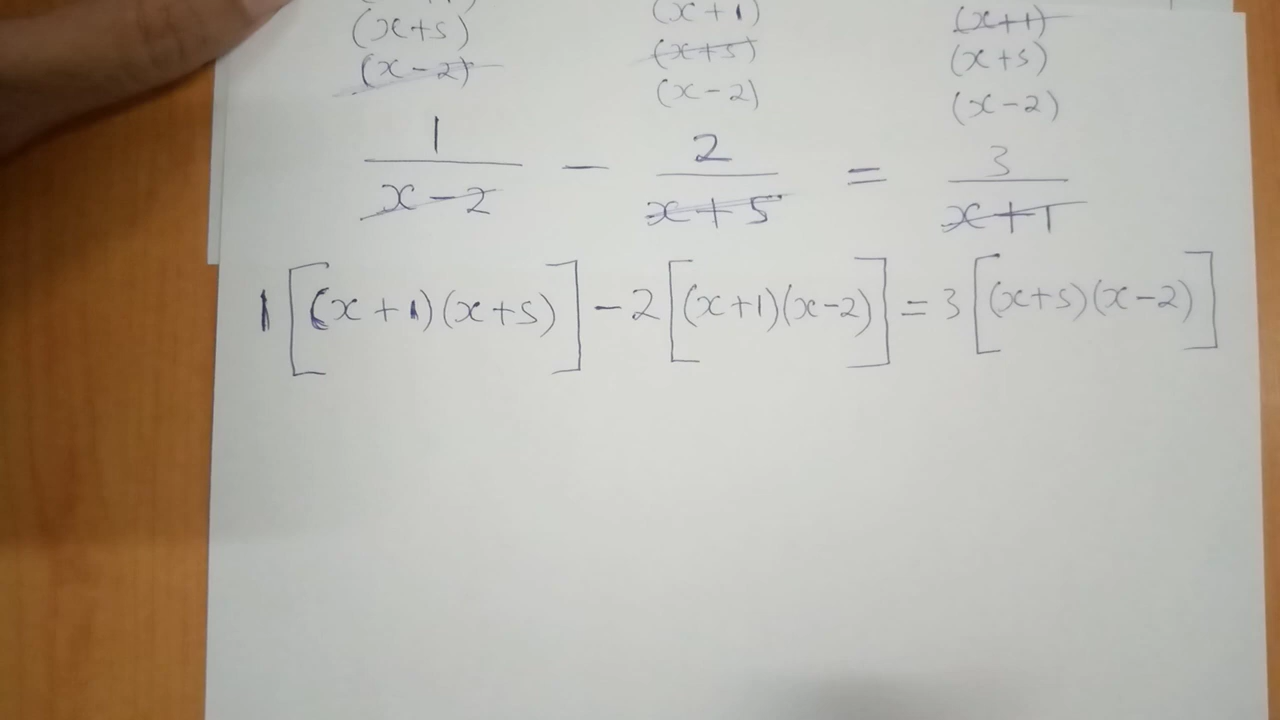 (x+5) (x+1) (x+1)
(x-2) (x+5) (x+5)
(x-2) (x-2)
1/(x-2) - 2/(x+5) = 3/(x+1)
1[(x+1)(x+5)] - 2[(x+1)(x-2)] = 3[(x+5)(x-2)]